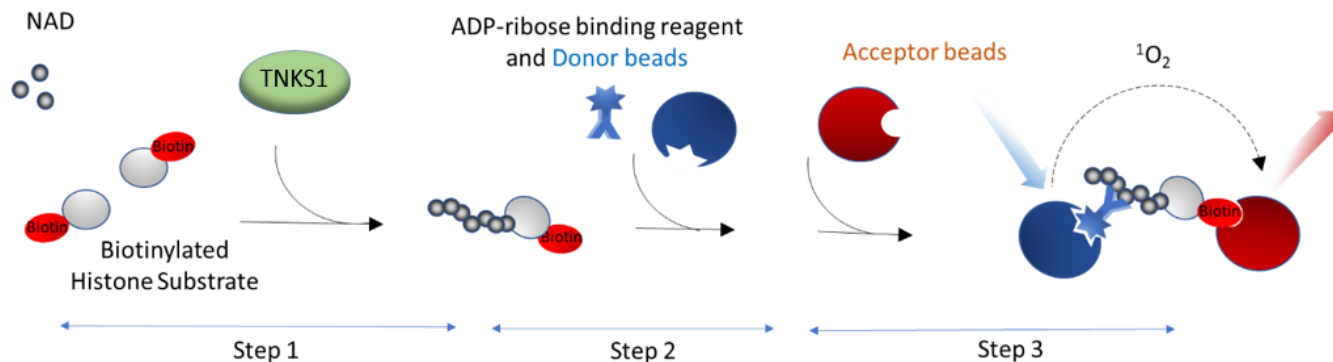 NAD
TNKS1
Biotin
Biotin
Biotinylated
Histone Substrate
Biotin
ADP-ribose binding reagent
and Donor beads
Acceptor beads
¹O₂
Biotin
Step 1
Step 2
Step 3